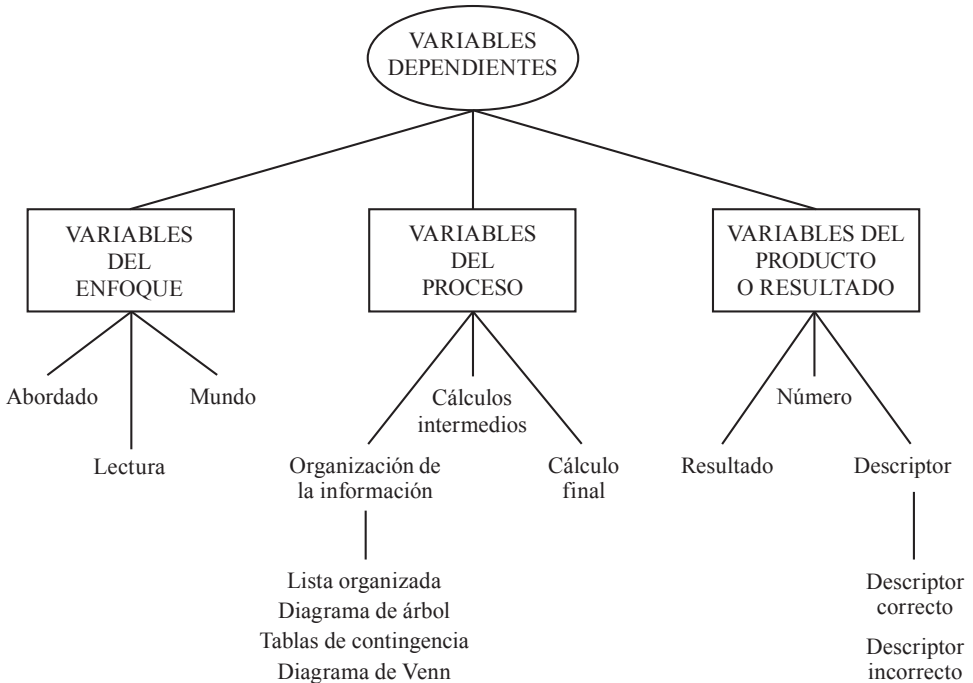 VARIABLES
DEPENDIENTES
VARIABLES
DEL
ENFOQUE
VARIABLES
DEL
PROCESO
VARIABLES DEL
PRODUCTO
O RESULTADO
Abordado
Mundo
Lectura
Cálculos
intermedios
Organización de
la información
Cálculo
final
Lista organizada
Diagrama de árbol
Tablas de contingencia
Diagrama de Venn
Número
Resultado
Descriptor
Descriptor
correcto
Descriptor
incorrecto